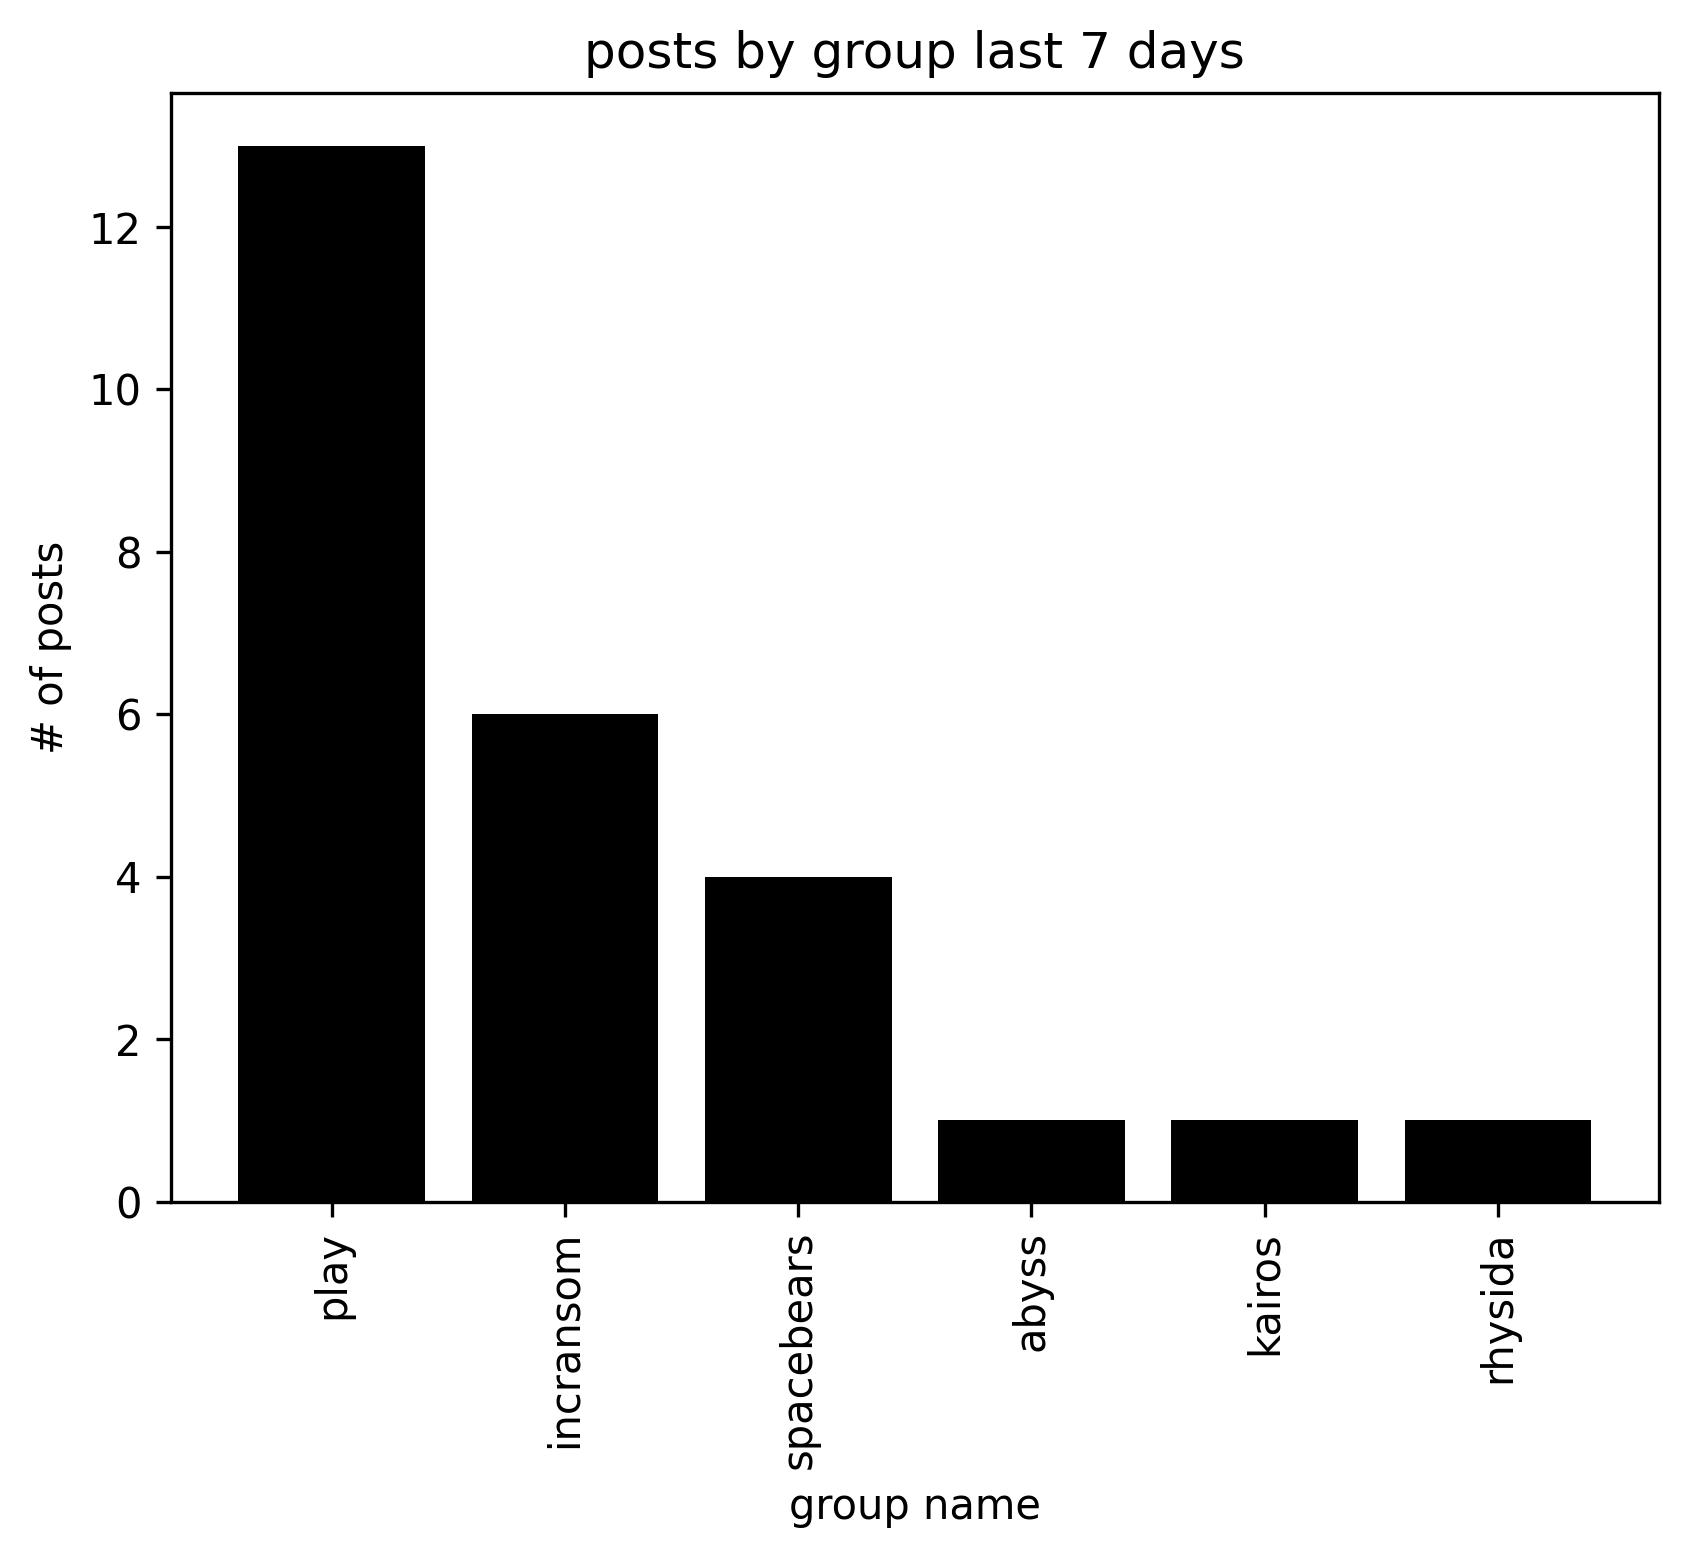 posts by group last 7 days
# of posts
12
10
8
6
4
2
0
play
incransom
spacebears
abyss
kairos
rhysida
group name